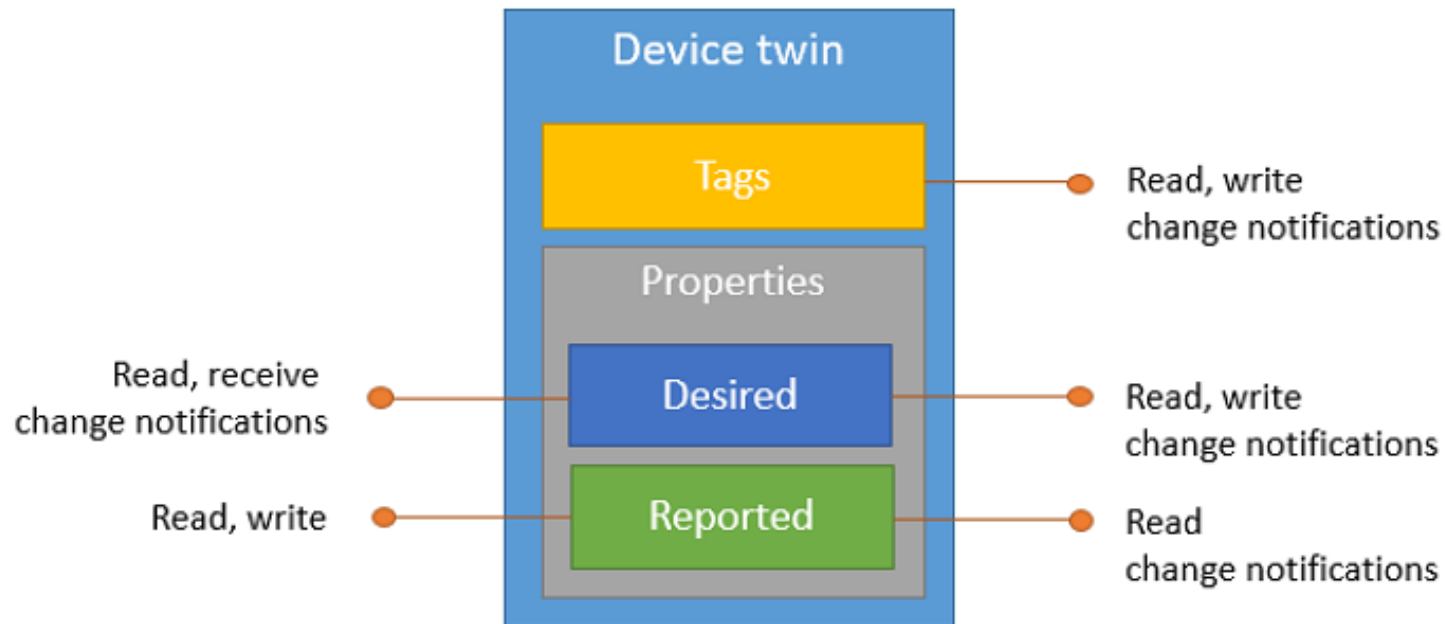 Device twin
Tags
Read, write
change notifications
Properties
Read, receive
change notifications
Desired
Read, write
change notifications
Read, write
Reported
Read
change notifications